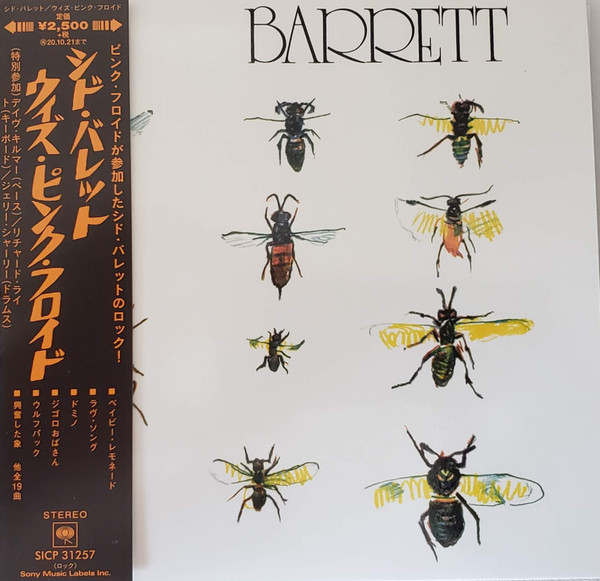 シド・バレット/ウィズ・ピンク・フロイド
定価
¥2,500
+税
㋞20.10.21まで
ピンク・フロイドが参加したシド・バレットのロック!
シド・バレット
ウィズ・ピンク・フロイド
(特別参加)デイヴ・ギルモア(ベース)/リチャード・ライ
ト(キーボード)/ジェリー・シャーリー(ドラムス)
■ベイビー・レモネード
■ラヴ・ソング
■ドミノ
■ジゴロおばさん
■ウルフパック
■興奮した象 他全19曲
STEREO
SICP 31257
(ロック)
Sony Music Labels Inc.
BARRETT